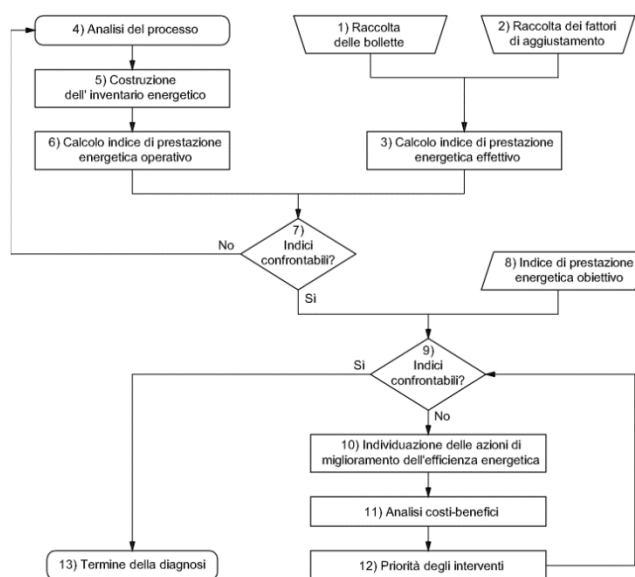 4) Analisi del processo
1) Raccolta
delle bollette
2) Raccolta dei fattori
di aggiustamento
5) Costruzione
dell' inventario energetico
6) Calcolo indice di prestazione
energetica operativo
3) Calcolo indice di prestazione
energetica effettivo
7)
Indici
confrontabili?
No
Sì
8) Indice di prestazione
energetica obiettivo
9)
Indici
confrontabili?
Sì
No
10) Individuazione delle azioni di
miglioramento dell'efficienza energetica
11) Analisi costi-benefici
12) Priorità degli interventi
13) Termine della diagnosi